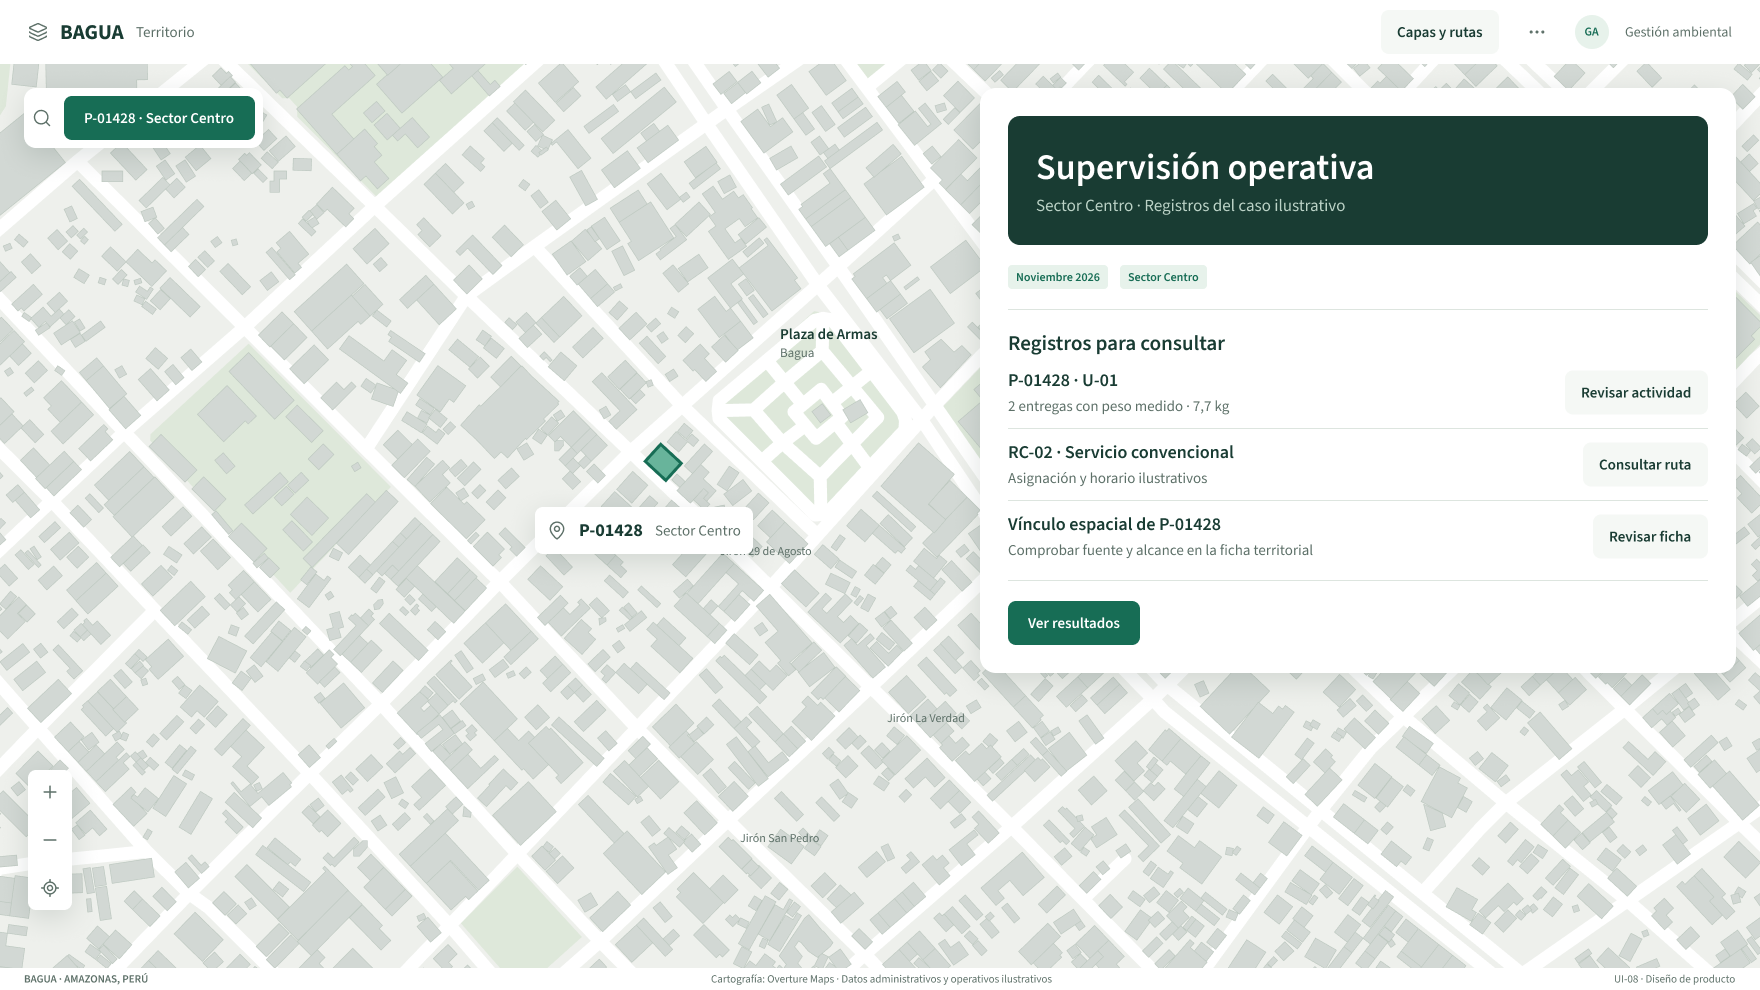 BAGUA Territorio
Capas y rutas
GA Gestión ambiental
P-01428 · Sector Centro
Supervisión operativa
Sector Centro · Registros del caso ilustrativo
Noviembre 2026
Sector Centro
Registros para consultar
P-01428 · U-01
2 entregas con peso medido · 7,7 kg
Revisar actividad
RC-02 · Servicio convencional
Asignación y horario ilustrativos
Consultar ruta
Vínculo espacial de P-01428
Comprobar fuente y alcance en la ficha territorial
Revisar ficha
Ver resultados
Plaza de Armas
Bagua
P-01428 Sector Centro
29 de Agosto
Jirón La Verdad
Jirón San Pedro
BAGUA · AMAZONAS, PERÚ
Cartografía: Overture Maps · Datos administrativos y operativos ilustrativos
UI-08 · Diseño de producto